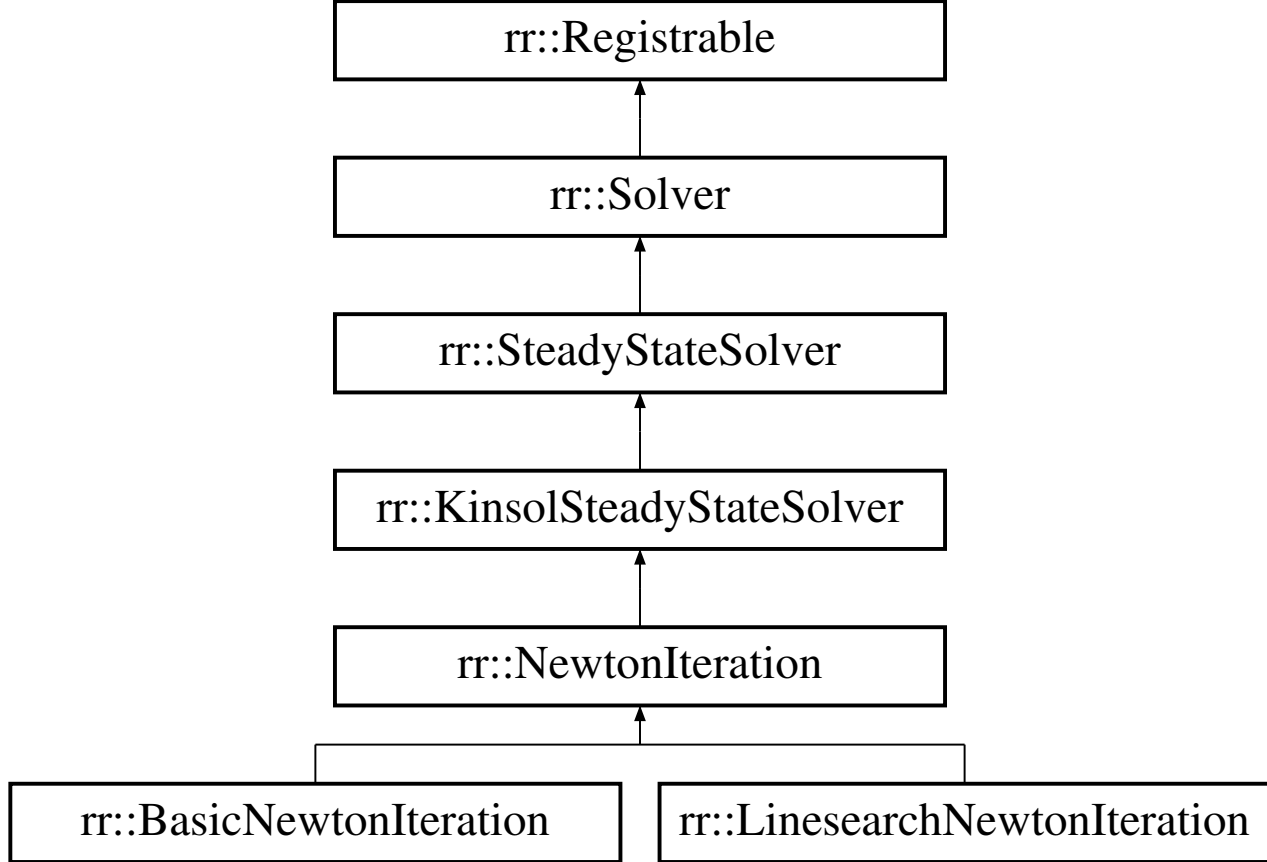 rr::Registrable
rr::Solver
rr::SteadyStateSolver
rr::KinsolSteadyStateSolver
rr::NewtonIteration
rr::BasicNewtonIteration
rr::LinesearchNewtonIteration